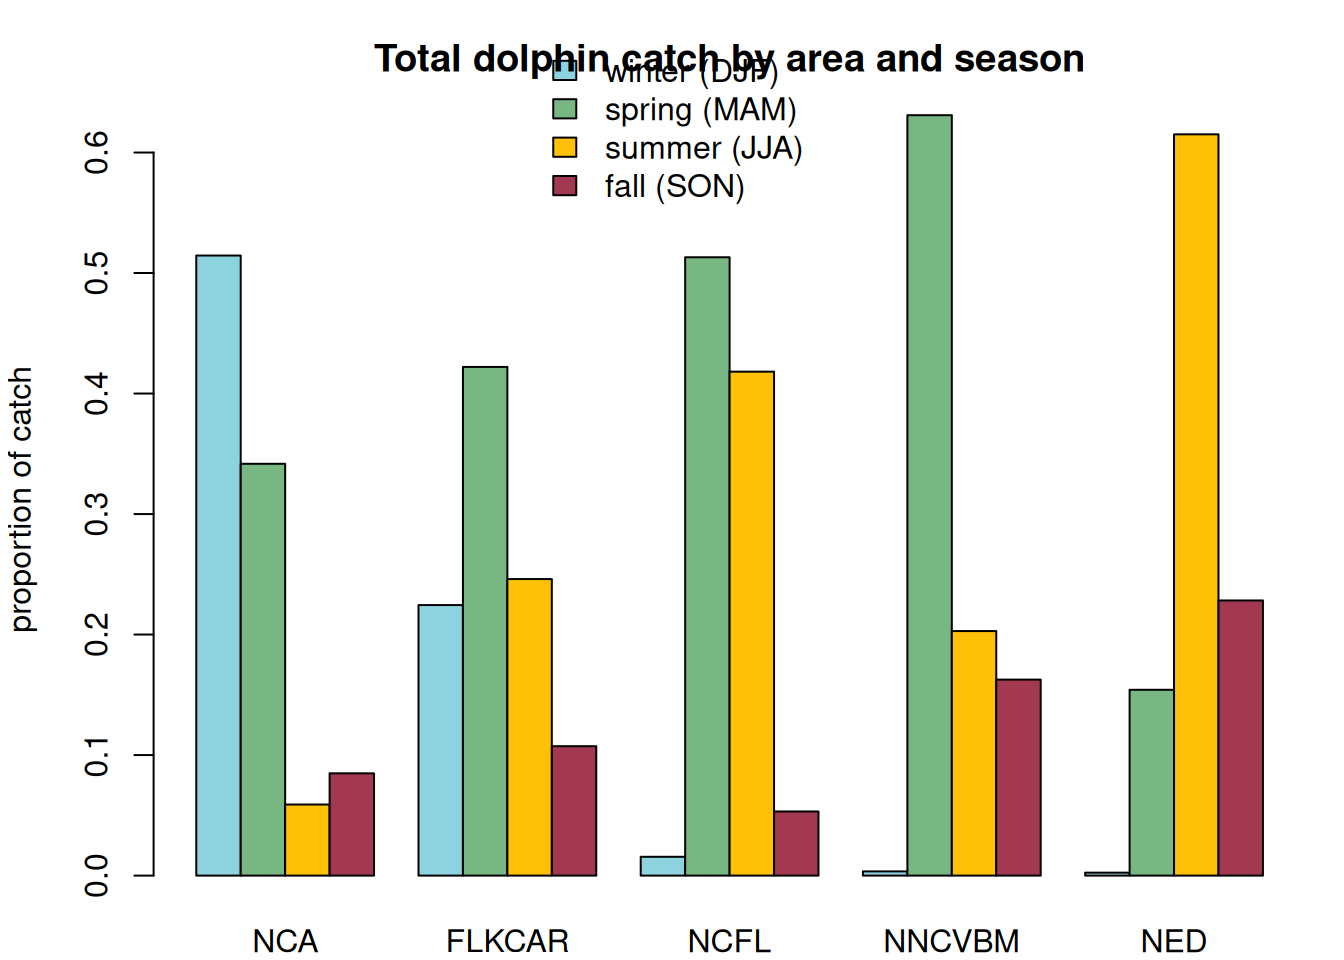 Total dolphin catch by area and season
winter (DJF)
spring (MAM)
summer (JJA)
fall (SON)
proportion of catch
0.6
0.5
0.4
0.3
0.2
0.1
0.0
NCA FLKCAR NCFL NNCVBM NED